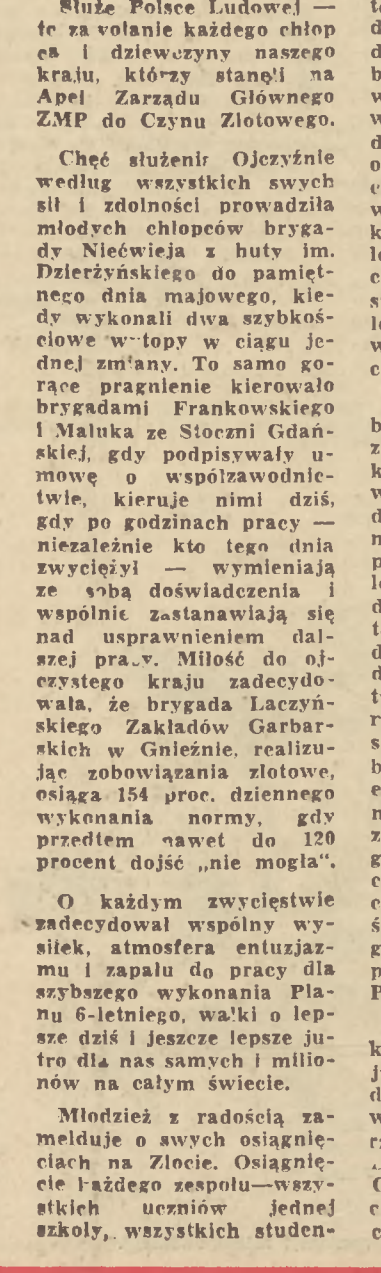 Służę Polsce Ludowej —
to za volanie każdego chłop
ca i dziewczyny naszego
kraju, którzy stanęli na
Apel Zarządu Głównego
ZMP do Czynu Zlotowego.
Chęć służenia Ojczyźnie
według wszystkich swych
sił i zdolności prowadziła
młodych chłopców bryga-
dy Niećwieja z huty im.
Dzierżyńskiego do pamięt-
nego dnia majowego, kie-
dy wykonali dwa szybkoś-
ciowe wytopy w ciągu je-
dnej zmiany. To samo go-
rące pragnienie kierowało
brygadami Frankowskiego
i Maluka ze Stoczni Gdań-
skiej, gdy podpisywały u-
mowę o współzawodnic-
twie, kieruje nimi dziś,
gdy po godzinach pracy —
niezależnie kto tego dnia
zwyciężył — wymieniają
ze sobą doświadczenia i
wspólnie zastanawiają się
nad usprawnieniem dal-
szej pracy. Miłość do oj-
czystego kraju zadecydo-
wała, że brygada Laczyń-
skiego Zakładów Garbar-
skich w Gnieźnie, realizu-
jąc zobowiązania zlotowe,
osiąga 154 proc. dziennego
wykonania normy, gdy
przedtem nawet do 120
procent dojść „nie mogła“.
O każdym zwycięstwie
zadecydował wspólny wy-
siłek, atmosfera entuzjaz-
mu i zapału do pracy dla
szybszego wykonania Pla-
nu 6-letniego, walki o lep-
sze dziś i jeszcze lepsze ju-
tro dla nas samych i milio-
nów na całym świecie.
Młodzież z radością za-
melduje o swych osiągnię-
ciach na Zlocie. Osiągnię-
cie każdego zespołu—wszy-
stkich uczniów jednej
szkoły, wszystkich studen-